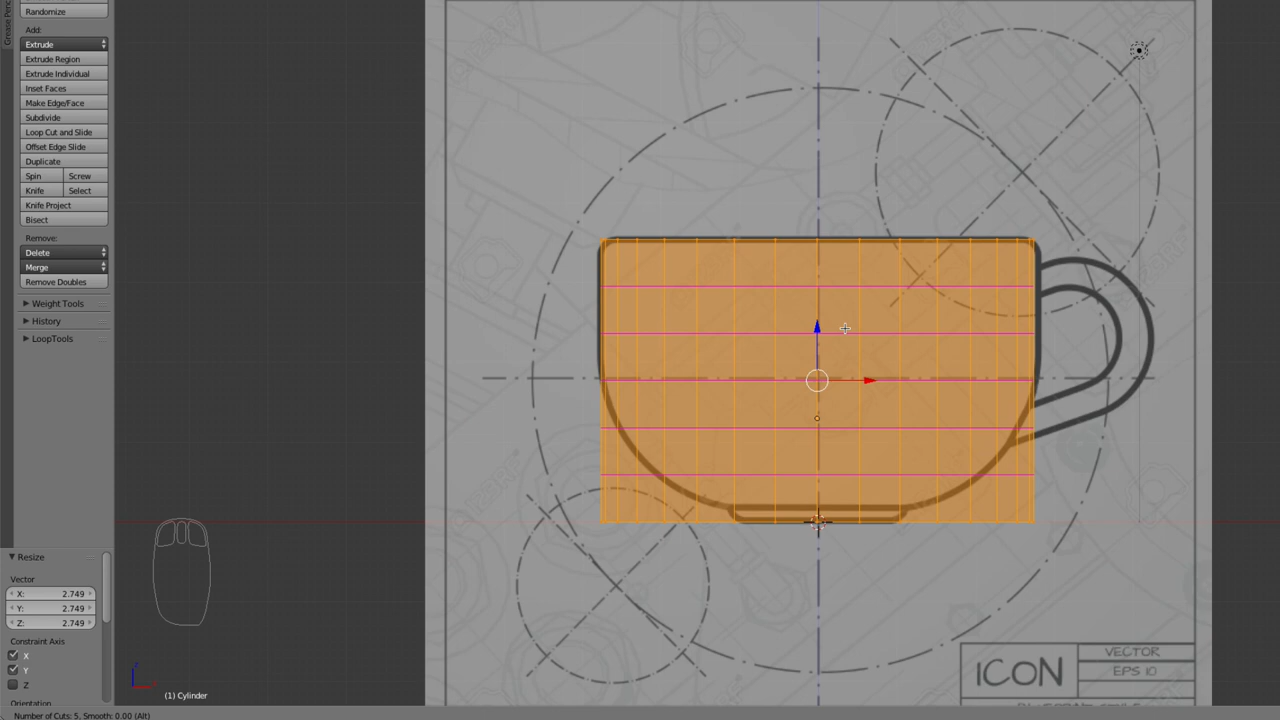 Grease Penc
Randomize
Add:
Extrude
Extrude Region
Extrude Individual
Inset Faces
Make Edge/Face
Subdivide
Loop Cut and Slide
Offset Edge Slide
Duplicate
Spin Screw
Knife Select
Knife Project
Bisect
Remove:
Delete
Merge
Remove Doubles
Weight Tools
History
LoopTools
Resize
Vector
X: 2.749
Y: 2.749
Z: 2.749
Constraint Axis
X
Y
Z
Orientation
z
(1) Cylinder
Number of Cuts: 5, Smooth: 0.00 (Alt)
ICON
VECTOR
EPS 10